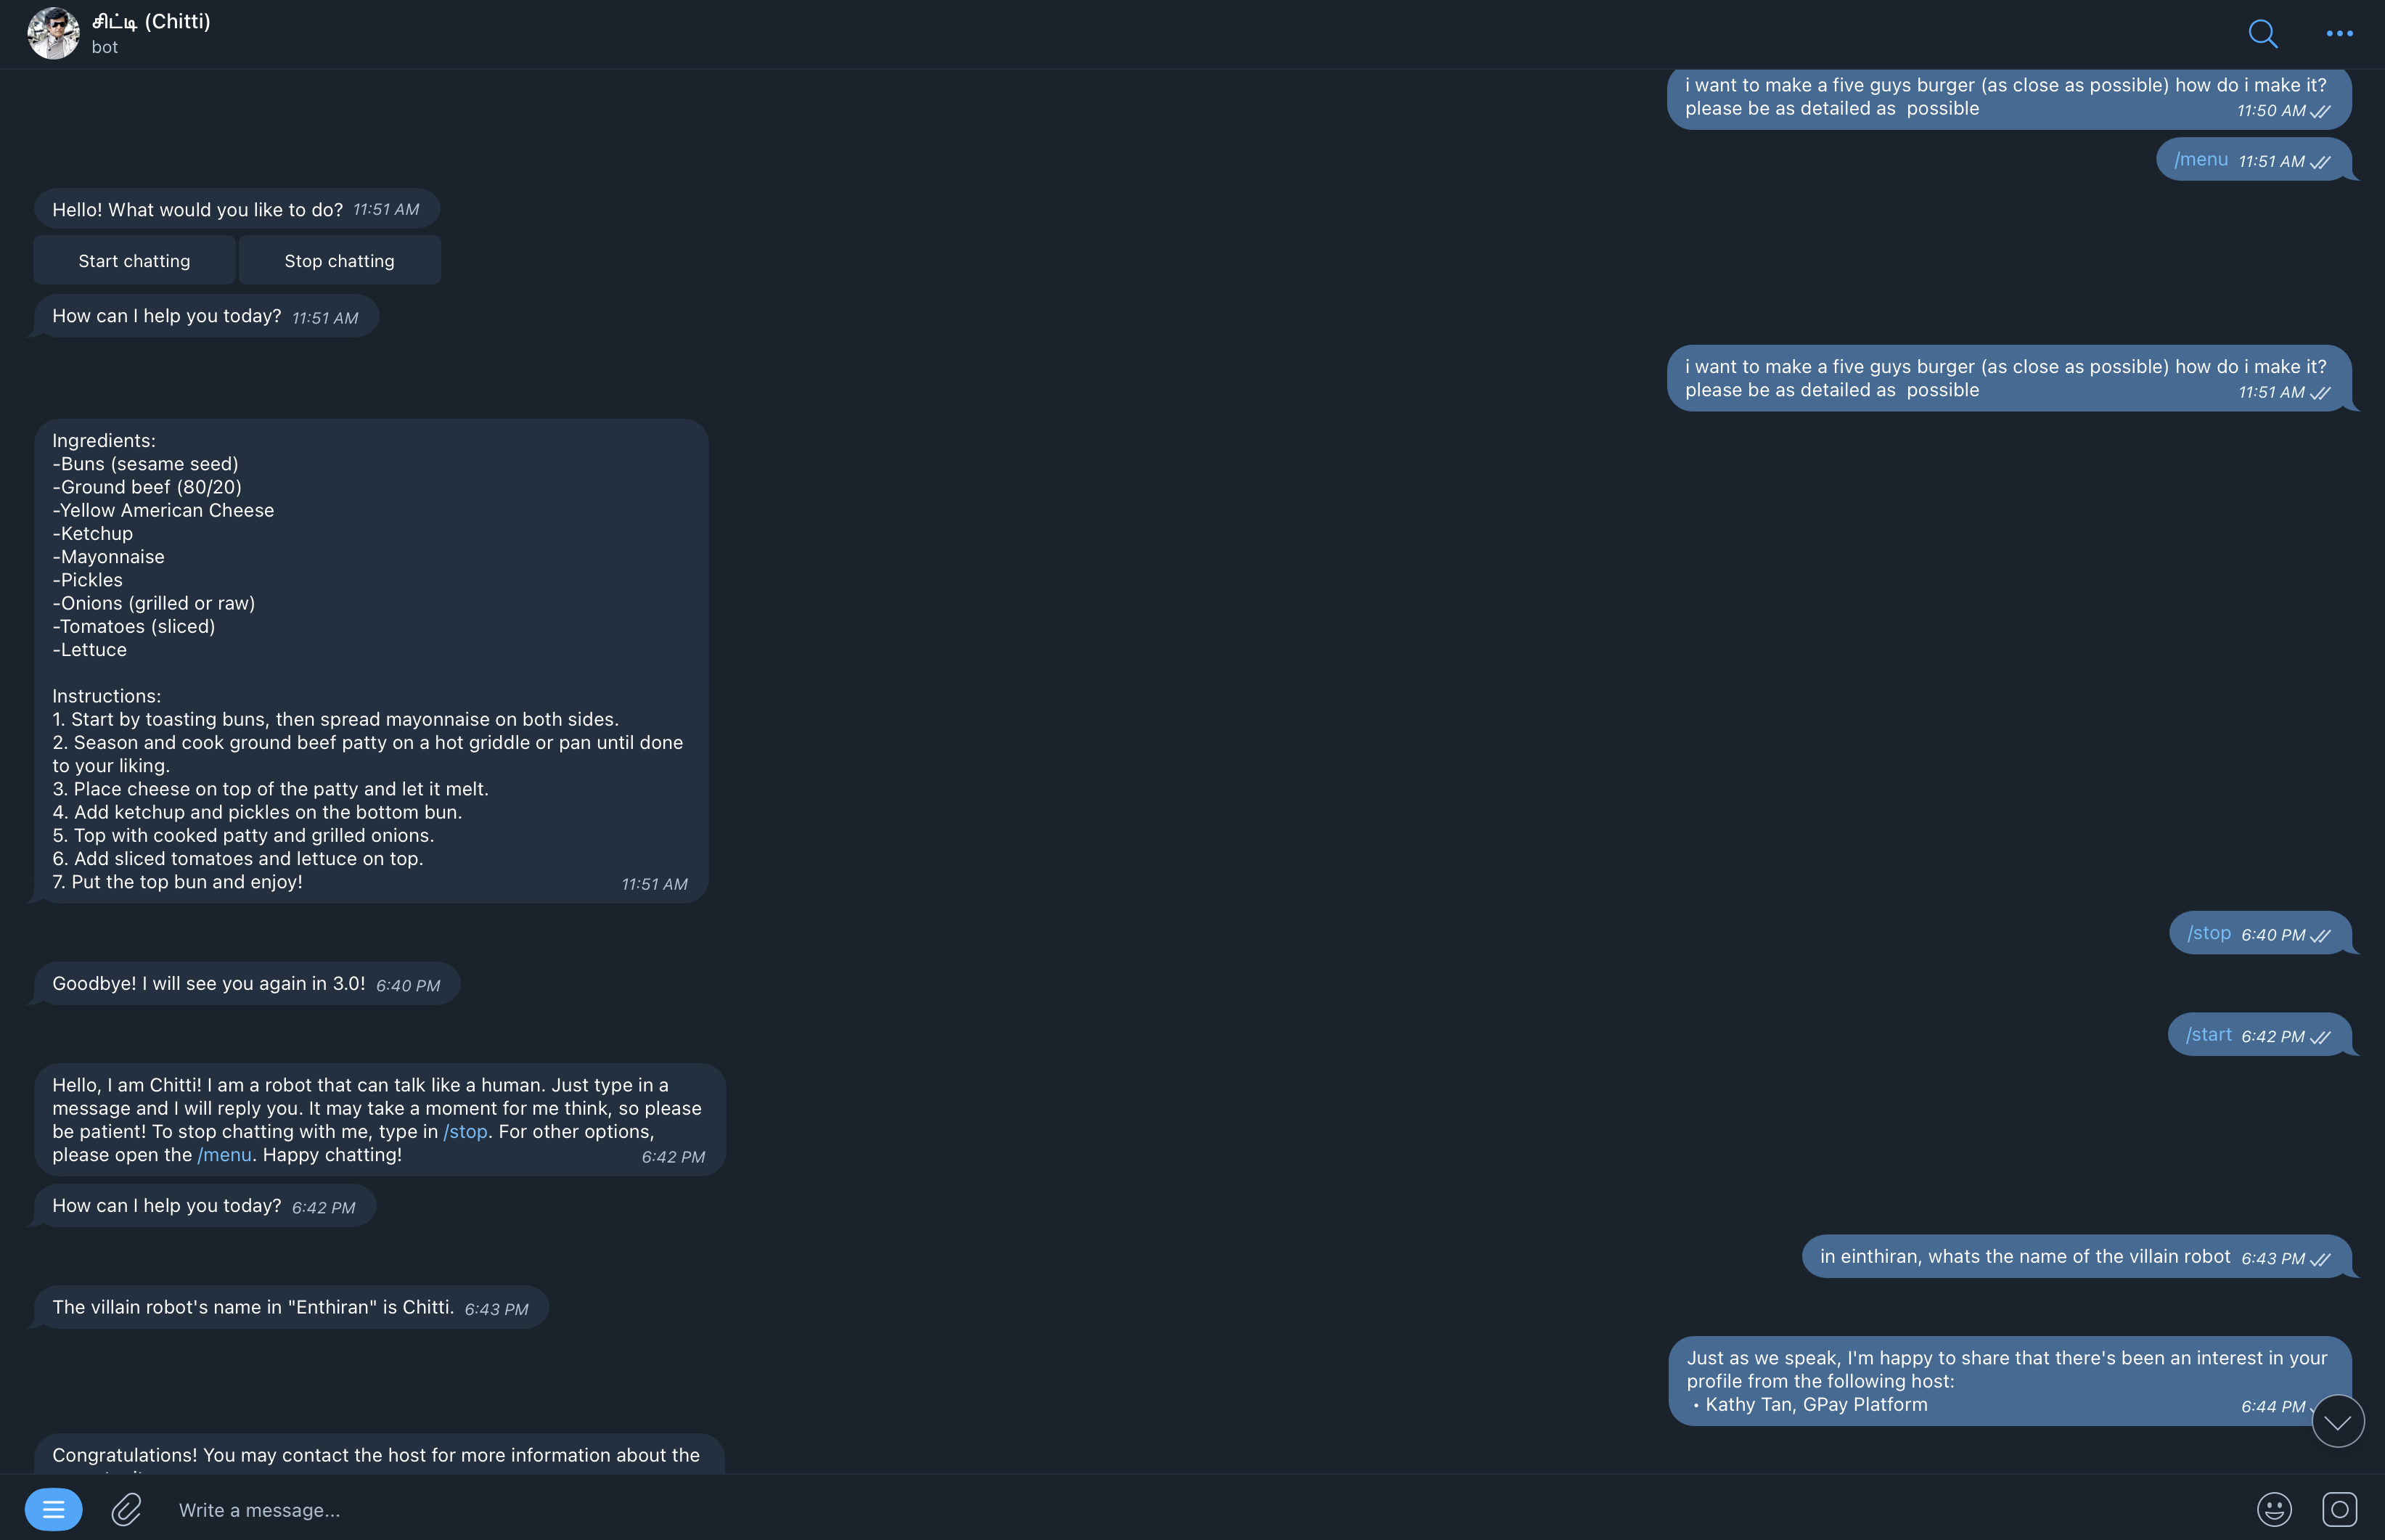 சிட்டி (Chitti)
bot
i want to make a five guys burger (as close as possible) how do i make it?
please be as detailed as  possible
11:50 AM
/menu 11:51 AM
Hello! What would you like to do? 11:51 AM
Start chatting
Stop chatting
How can I help you today? 11:51 AM
i want to make a five guys burger (as close as possible) how do i make it?
please be as detailed as  possible
11:51 AM
Ingredients:
-Buns (sesame seed)
-Ground beef (80/20)
-Yellow American Cheese
-Ketchup
-Mayonnaise
-Pickles
-Onions (grilled or raw)
-Tomatoes (sliced)
-Lettuce
Instructions:
1. Start by toasting buns, then spread mayonnaise on both sides.
2. Season and cook ground beef patty on a hot griddle or pan until done
to your liking.
3. Place cheese on top of the patty and let it melt.
4. Add ketchup and pickles on the bottom bun.
5. Top with cooked patty and grilled onions.
6. Add sliced tomatoes and lettuce on top.
7. Put the top bun and enjoy!
11:51 AM
/stop 6:40 PM
Goodbye! I will see you again in 3.0! 6:40 PM
/start 6:42 PM
Hello, I am Chitti! I am a robot that can talk like a human. Just type in a
message and I will reply you. It may take a moment for me think, so please
be patient! To stop chatting with me, type in /stop. For other options,
please open the /menu. Happy chatting!
6:42 PM
How can I help you today? 6:42 PM
in einthiran, whats the name of the villain robot 6:43 PM
The villain robot's name in "Enthiran" is Chitti. 6:43 PM
Just as we speak, I'm happy to share that there's been an interest in your
profile from the following host:
• Kathy Tan, GPay Platform
6:44 PM
Congratulations! You may contact the host for more information about the
Write a message...